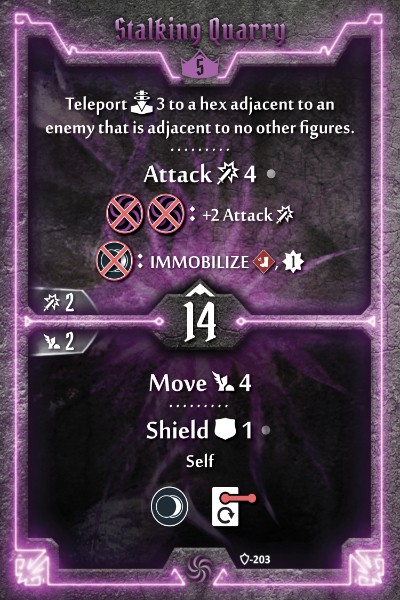 Stalking Quarry
5
Teleport 3 to a hex adjacent to an
enemy that is adjacent to no other figures.
Attack 4
: +2 Attack
: IMMOBILIZE , 1
2
14
2
Move 4
Shield 1
Self
-203